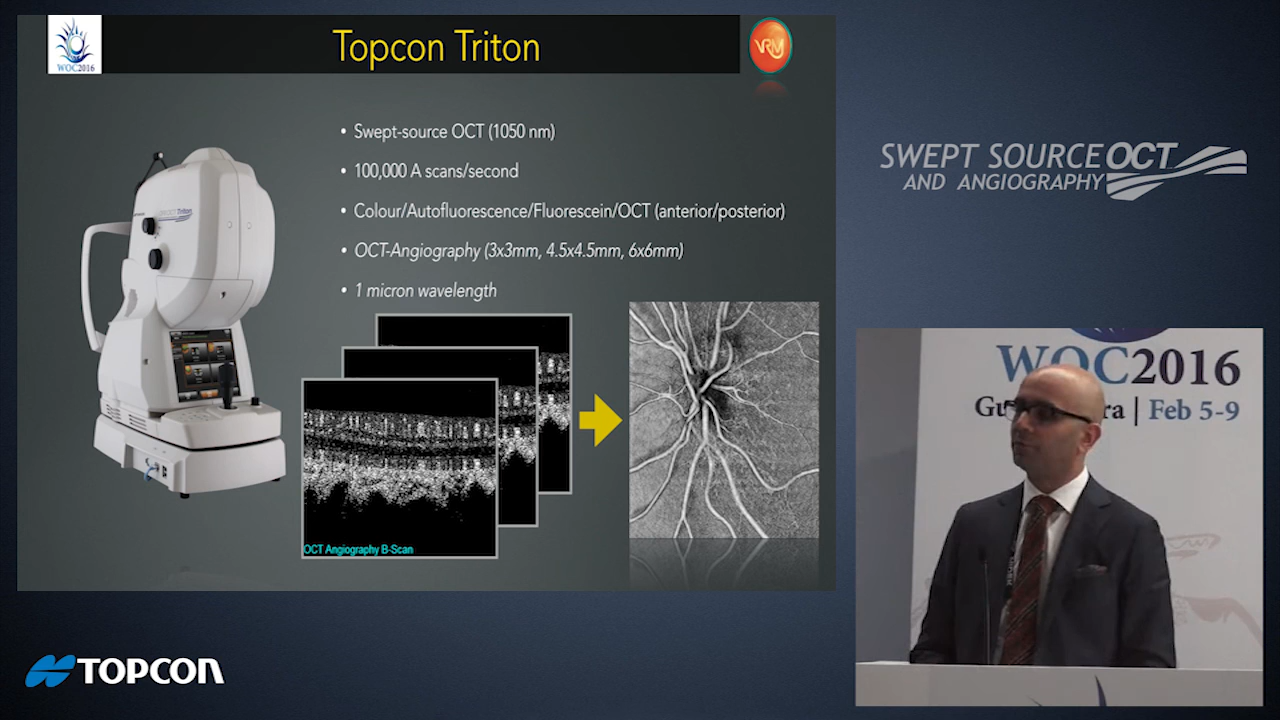 WOC2016
Topcon Triton
VRM
• Swept-source OCT (1050 nm)
• 100,000 A scans/second
• Colour/Autofluorescence/Fluorescein/OCT (anterior/posterior)
• OCT-Angiography (3x3mm, 4.5x4.5mm, 6x6mm)
• 1 micron wavelength
Triton
OCT Angiography B-Scan
SWEPT SOURCE OCT
AND ANGIOGRAPHY
WOC2016
Feb 5-9
TOPCON